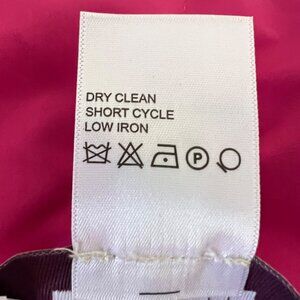 DRY CLEAN
SHORT CYCLE
LOW IRON
P